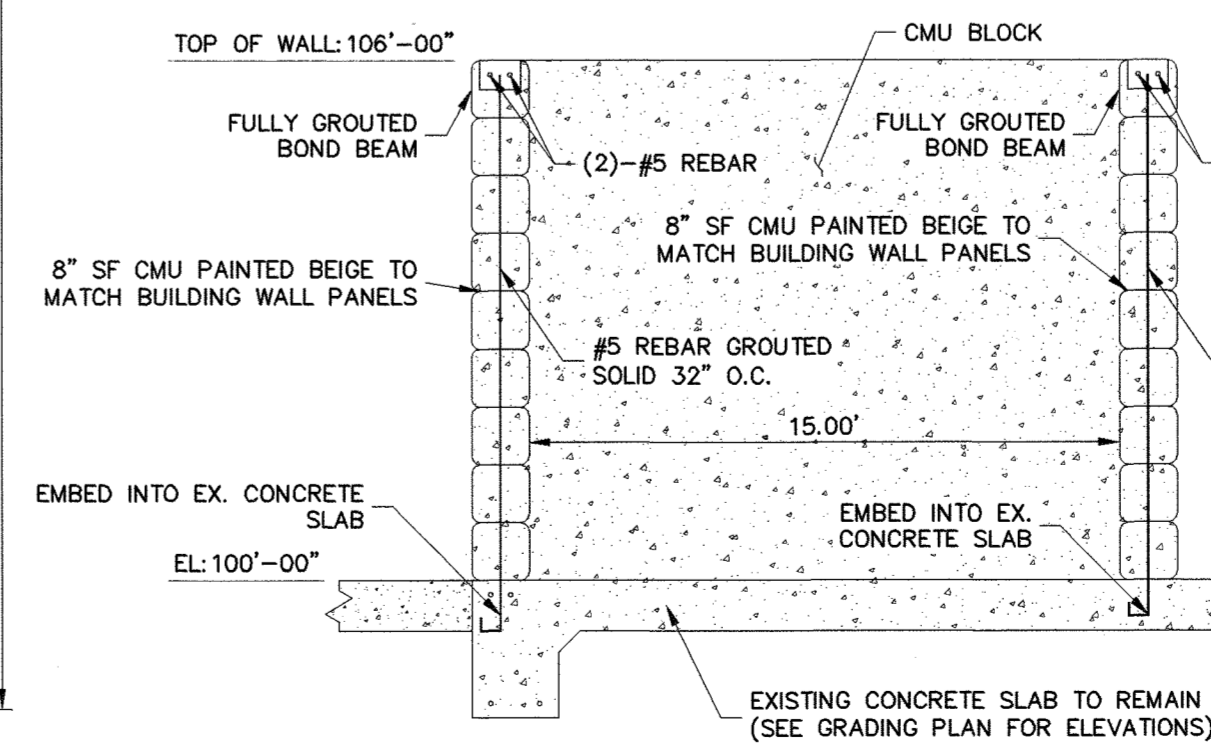 TOP OF WALL: 106'-00"
CMU BLOCK
FULLY GROUTED
BOND BEAM
(2)-#5 REBAR
FULLY GROUTED
BOND BEAM
8" SF CMU PAINTED BEIGE TO
MATCH BUILDING WALL PANELS
8" SF CMU PAINTED BEIGE TO
MATCH BUILDING WALL PANELS
#5 REBAR GROUTED
SOLID 32" O.C.
15.00'
EMBED INTO EX. CONCRETE
SLAB
EMBED INTO EX.
CONCRETE SLAB
EL: 100'-00"
EXISTING CONCRETE SLAB TO REMAIN
(SEE GRADING PLAN FOR ELEVATIONS)